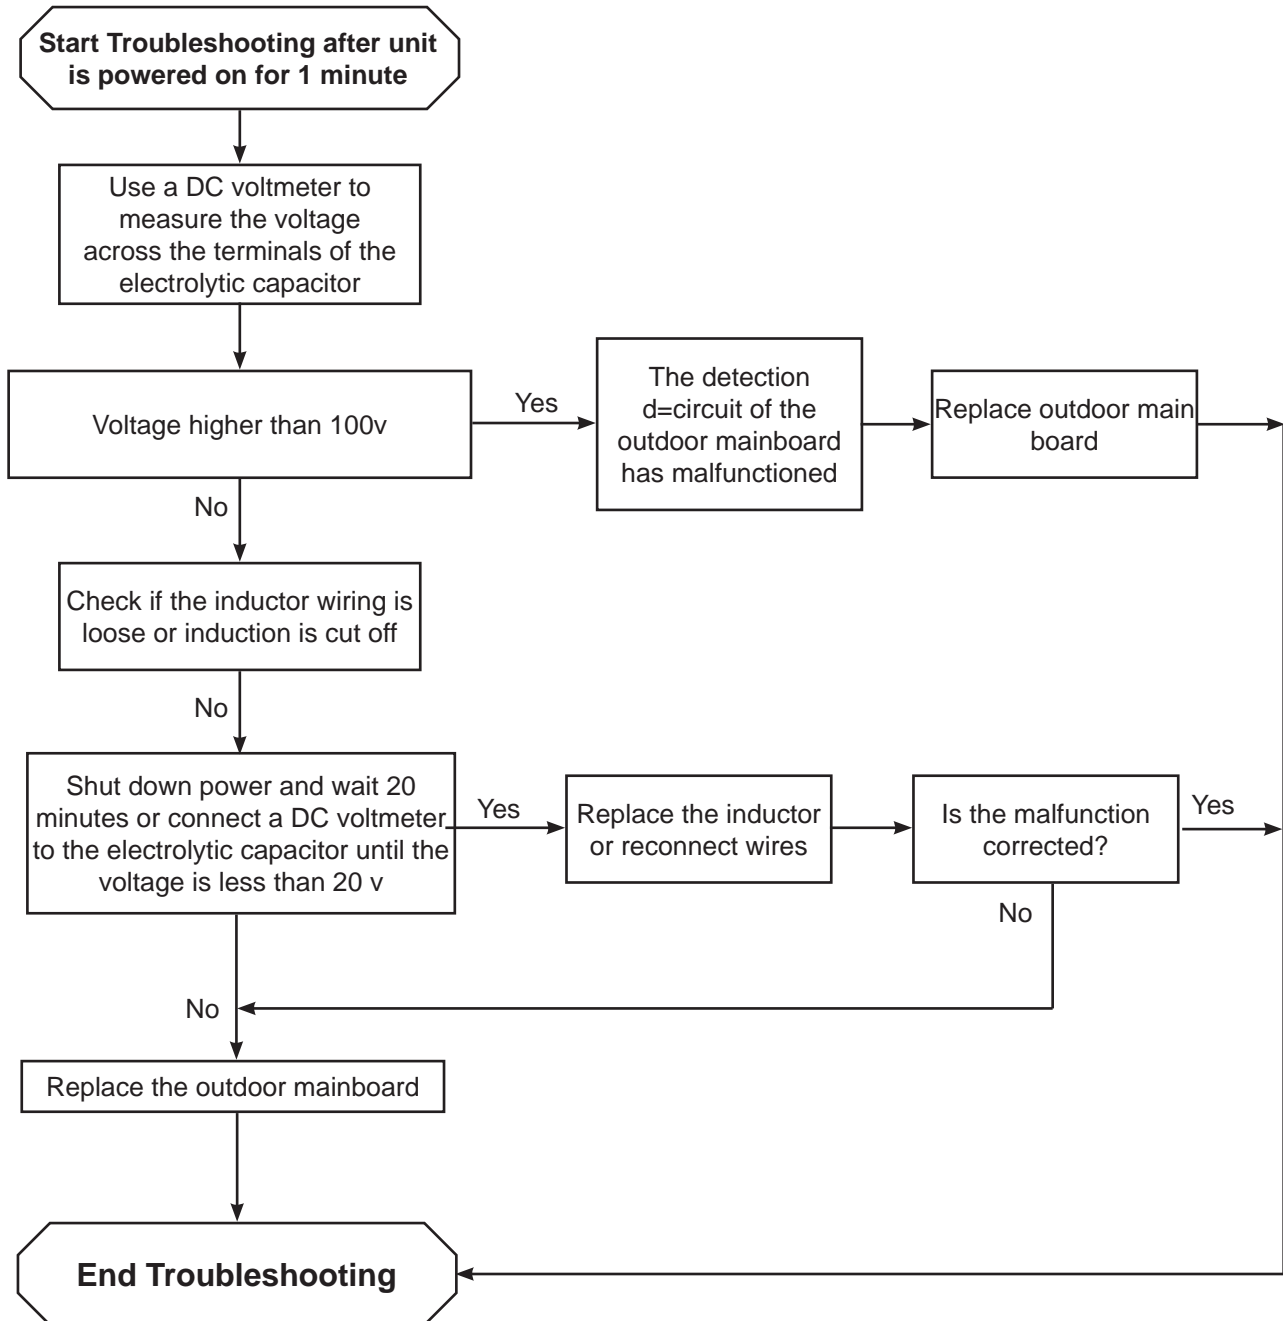 Start Troubleshooting after unit
is powered on for 1 minute
Use a DC voltmeter to
measure the voltage
across the terminals of the
electrolytic capacitor
Voltage higher than 100v
Yes
The detection
d=circuit of the
outdoor mainboard
has malfunctioned
Replace outdoor main
board
No
Check if the inductor wiring is
loose or induction is cut off
No
Shut down power and wait 20
minutes or connect a DC voltmeter
to the electrolytic capacitor until the
voltage is less than 20 v
Yes
Replace the inductor
or reconnect wires
Is the malfunction
corrected?
Yes
No
No
Replace the outdoor mainboard
End Troubleshooting